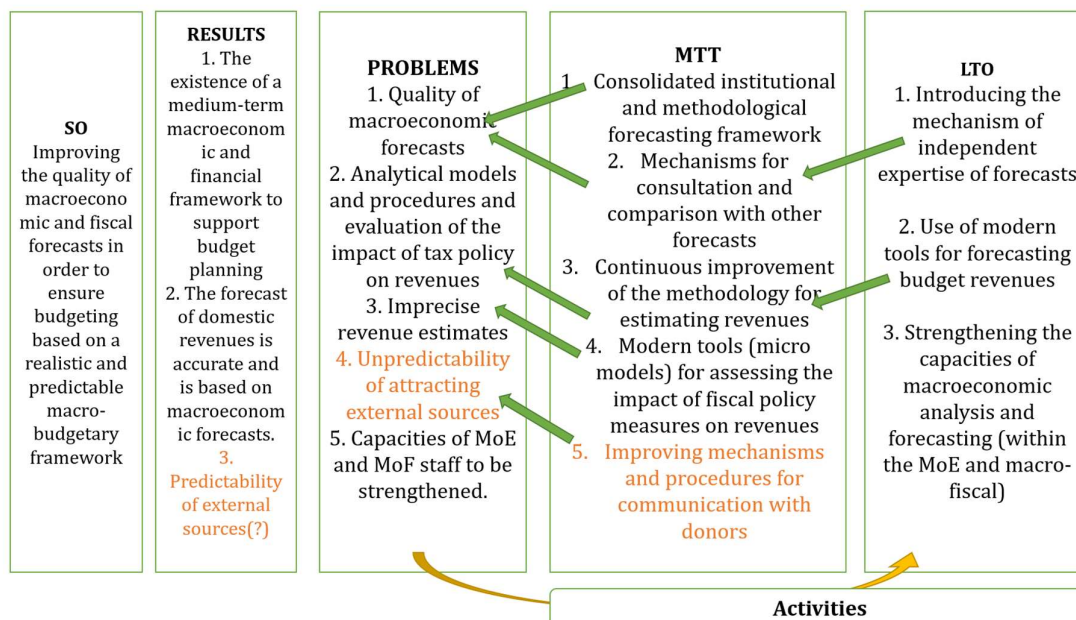 SO
Improving
the quality of
macroecono
mic and fiscal
forecasts in
order to
ensure
budgeting
based on a
realistic and
predictable
macro-
budgetary
framework
RESULTS
1. The
existence of a
medium-term
macroeconom
ic and
financial
framework to
support
budget
planning
2. The forecast
of domestic
revenues is
accurate and
is based on
macroeconom
ic forecasts.
3.
Predictability
of external
sources(?)
PROBLEMS
1. Quality of
macroeconomic
forecasts
2. Analytical models
and procedures and
evaluation of the
impact of tax policy
on revenues
3. Imprecise
revenue estimates
4. Unpredictability
of attracting
external sources
5. Capacities of MoE
and MoF staff to be
strengthened.
MTT
1. Consolidated institutional
and methodological
forecasting framework
2. Mechanisms for
consultation and
comparison with other
forecasts
3. Continuous improvement
of the methodology for
estimating revenues
4. Modern tools (micro
models) for assessing the
impact of fiscal policy
measures on revenues
5. Improving mechanisms
and procedures for
communication with
donors
LTO
1. Introducing the
mechanism of
independent
expertise of forecasts
2. Use of modern
tools for forecasting
budget revenues
3. Strengthening the
capacities of
macroeconomic
analysis and
forecasting (within
the MoE and macro-
fiscal)
Activities